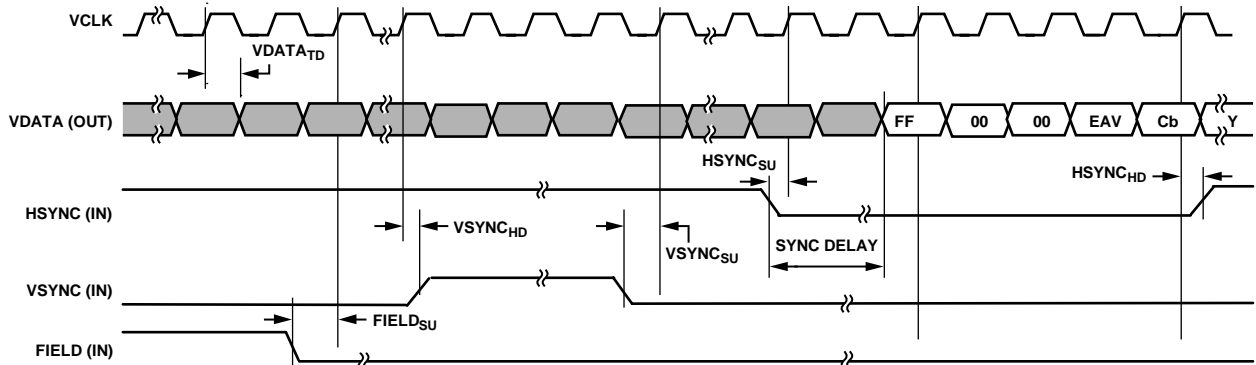 VCLK
VDATA_TD
VDATA (OUT)
FF 00 00 EAV Cb Y
HSYNC_SU
HSYNC_HD
HSYNC (IN)
VSYNC_HD
VSYNC_SU
SYNC DELAY
VSYNC (IN)
FIELD_SU
FIELD (IN)